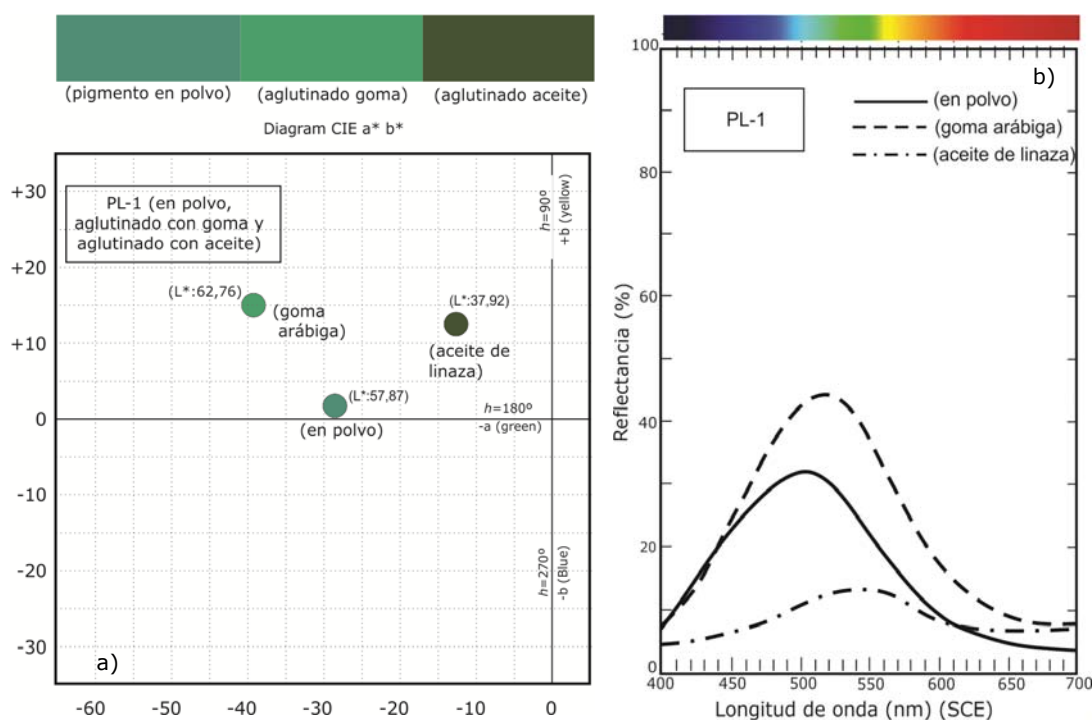 (pigmento en polvo) (aglutinado goma) (aglutinado aceite)
Diagram CIE a* b*
+30
+20
+10
0
-10
-20
-30
PL-1 (en polvo,
aglutinado con goma y
aglutinado con aceite)
h=90º
+b (yellow)
(L*:62,76)
(goma
arábiga)
(L*:37,92)
(aceite de
linaza)
(L*:57,87)
(en polvo)
h=180º
-a (green)
h=270º
-b (Blue)
a)
-60 -50 -40 -30 -20 -10 0
b)
PL-1
(en polvo)
(goma arábiga)
(aceite de linaza)
Reflectancia (%)
100
80
60
40
20
0
400 450 500 550 600 650 700
Longitud de onda (nm) (SCE)